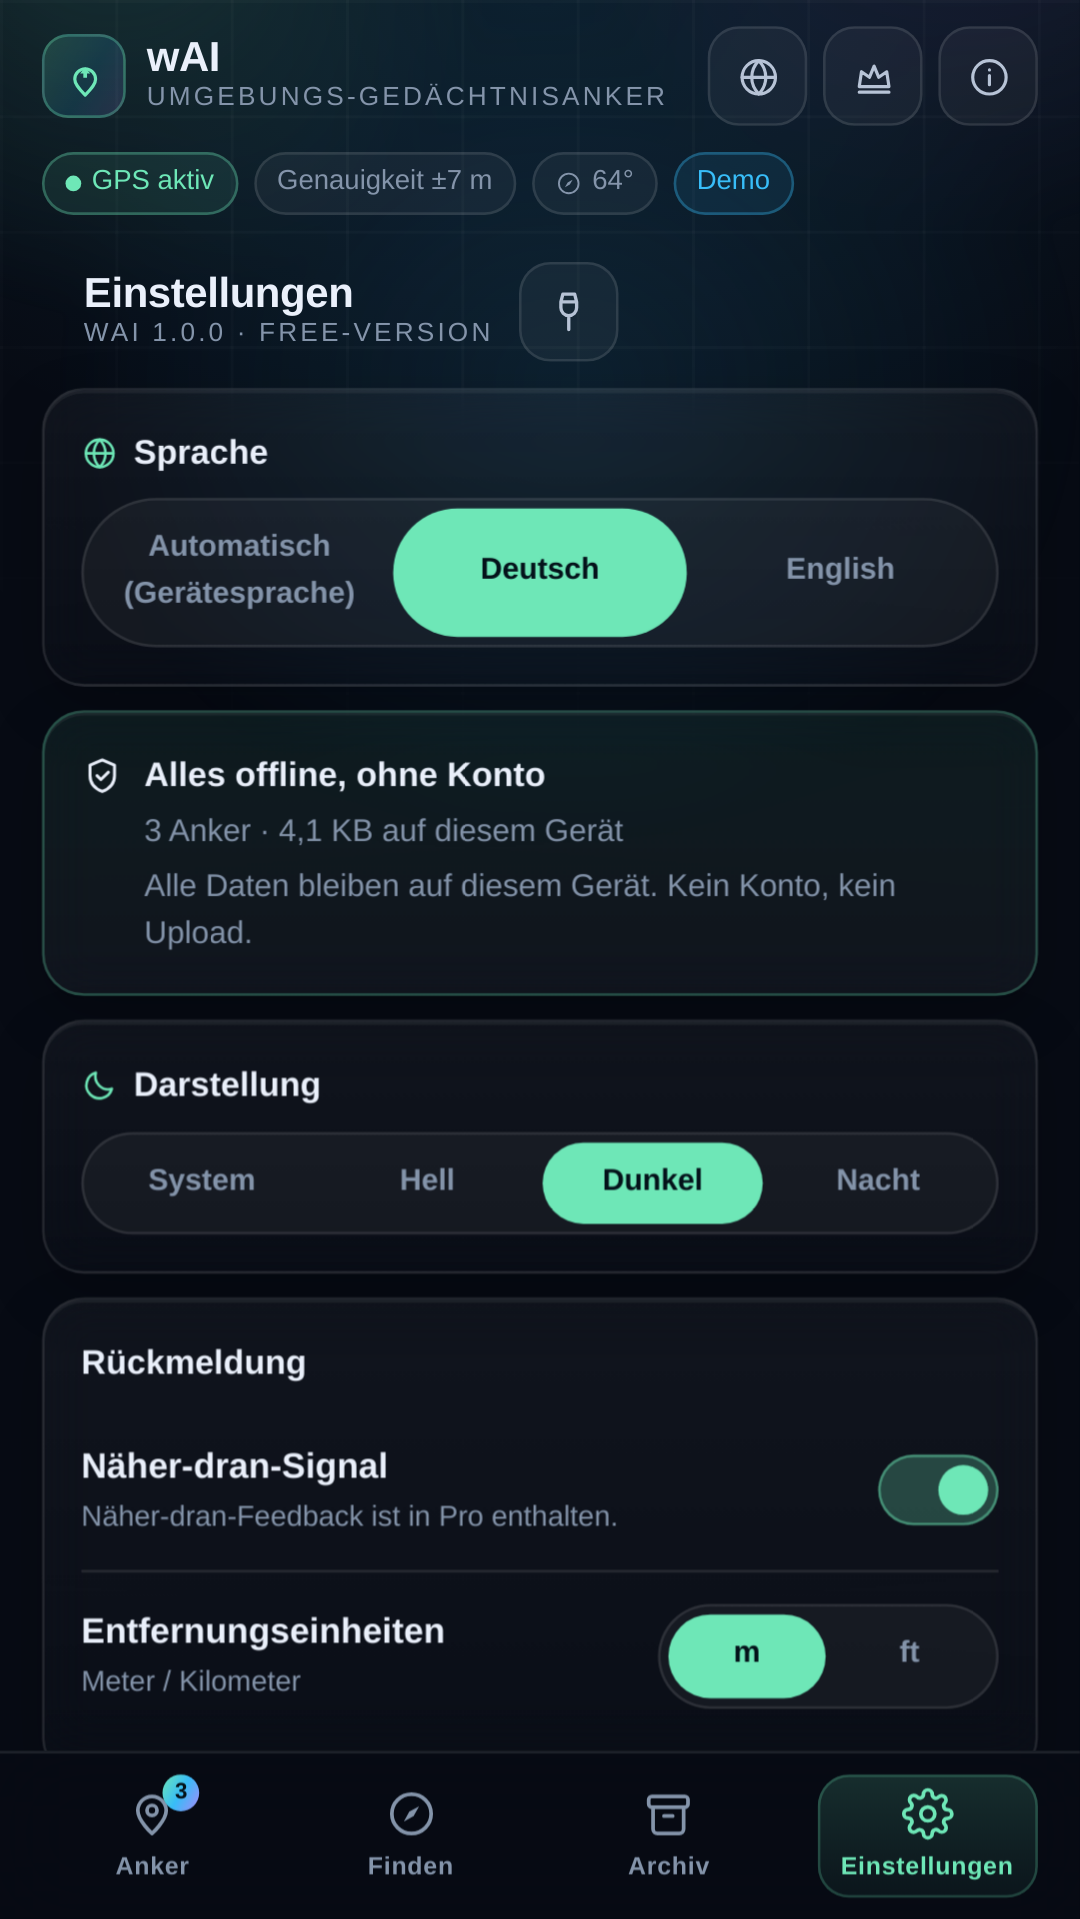 wAI
UMGEBUNGS-GEDÄCHTNISANKER
GPS aktiv
Genauigkeit ±7 m
64°
Demo
Einstellungen
WAI 1.0.0 · FREE-VERSION
Sprache
Automatisch
(Gerätesprache)
Deutsch
English
Alles offline, ohne Konto
3 Anker · 4,1 KB auf diesem Gerät
Alle Daten bleiben auf diesem Gerät. Kein Konto, kein
Upload.
Darstellung
System
Hell
Dunkel
Nacht
Rückmeldung
Näher-dran-Signal
Näher-dran-Feedback ist in Pro enthalten.
Entfernungseinheiten
Meter / Kilometer
m
ft
3
Anker
Finden
Archiv
Einstellungen